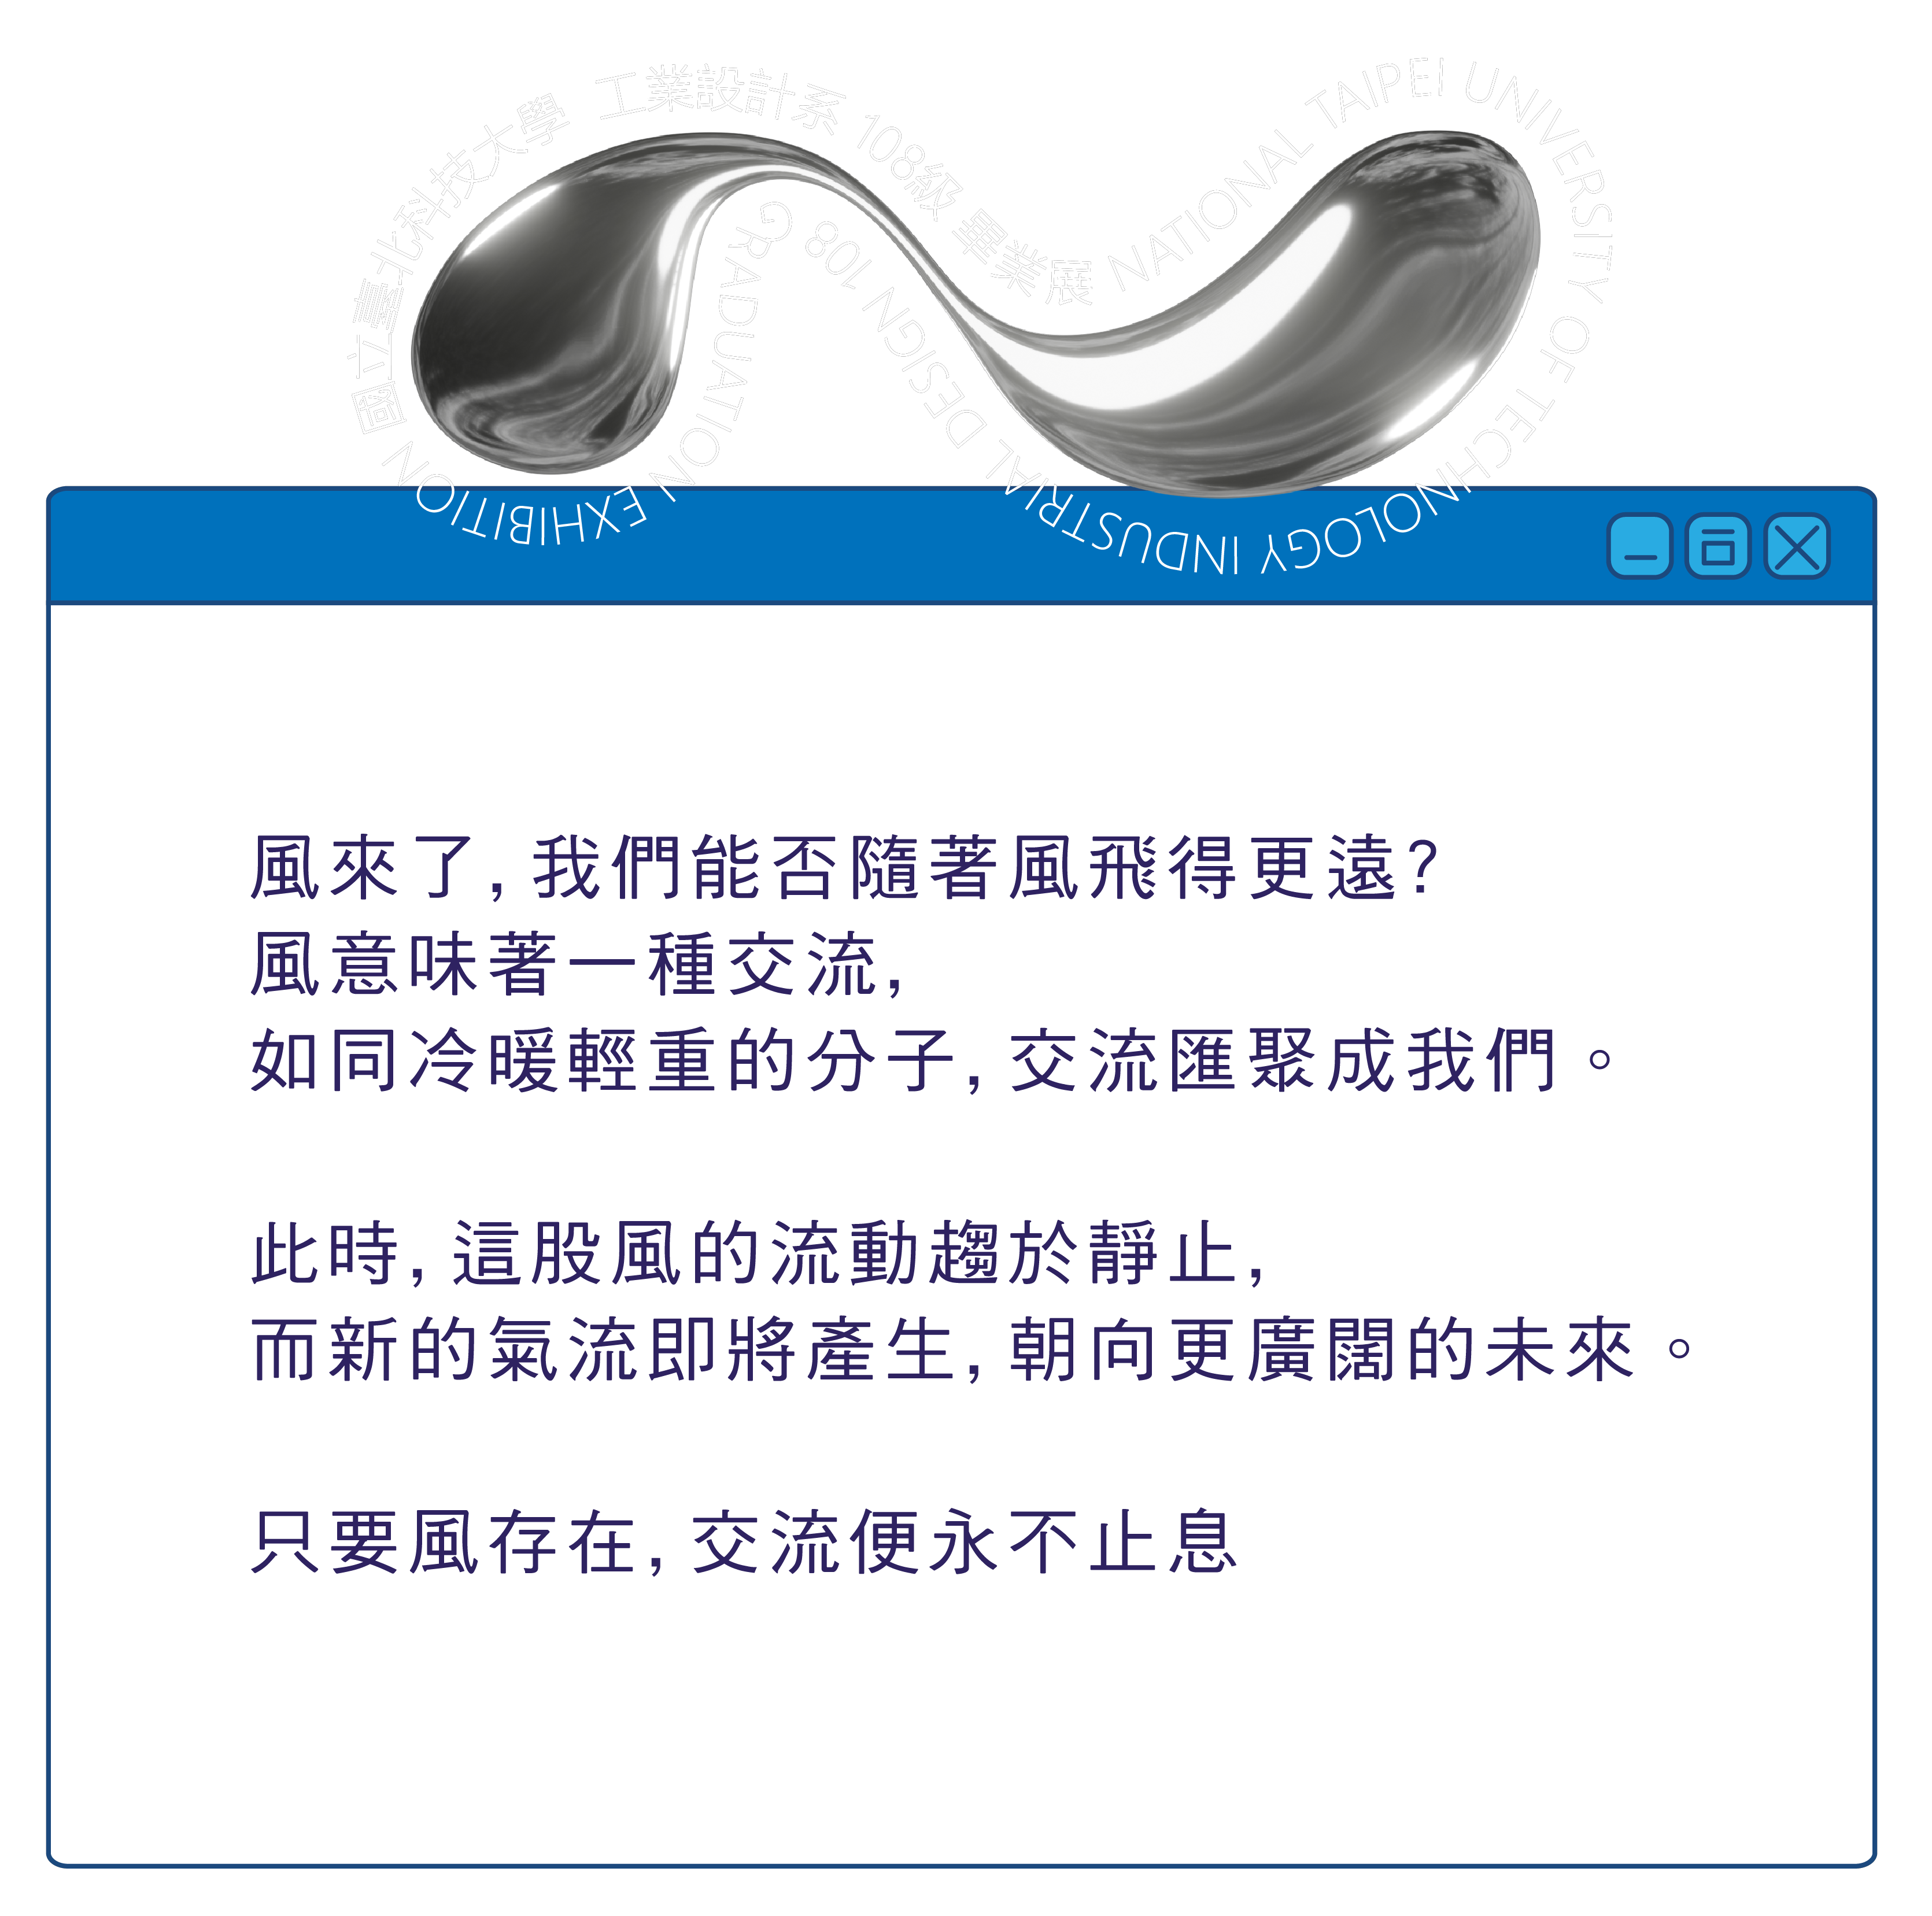 國立臺北科技大學 工業設計系 108級 畢業展 NATIONAL TAIPEI UNIVERSITY OF TECHNOLOGY INDUSTRIAL DESIGN 108 GRADUATION EXHIBITION
風來了,我們能否隨著風飛得更遠?
風意味著一種交流,
如同冷暖輕重的分子,交流匯聚成我們。
此時,這股風的流動趨於靜止,
而新的氣流即將產生,朝向更廣闊的未來。
只要風存在,交流便永不止息